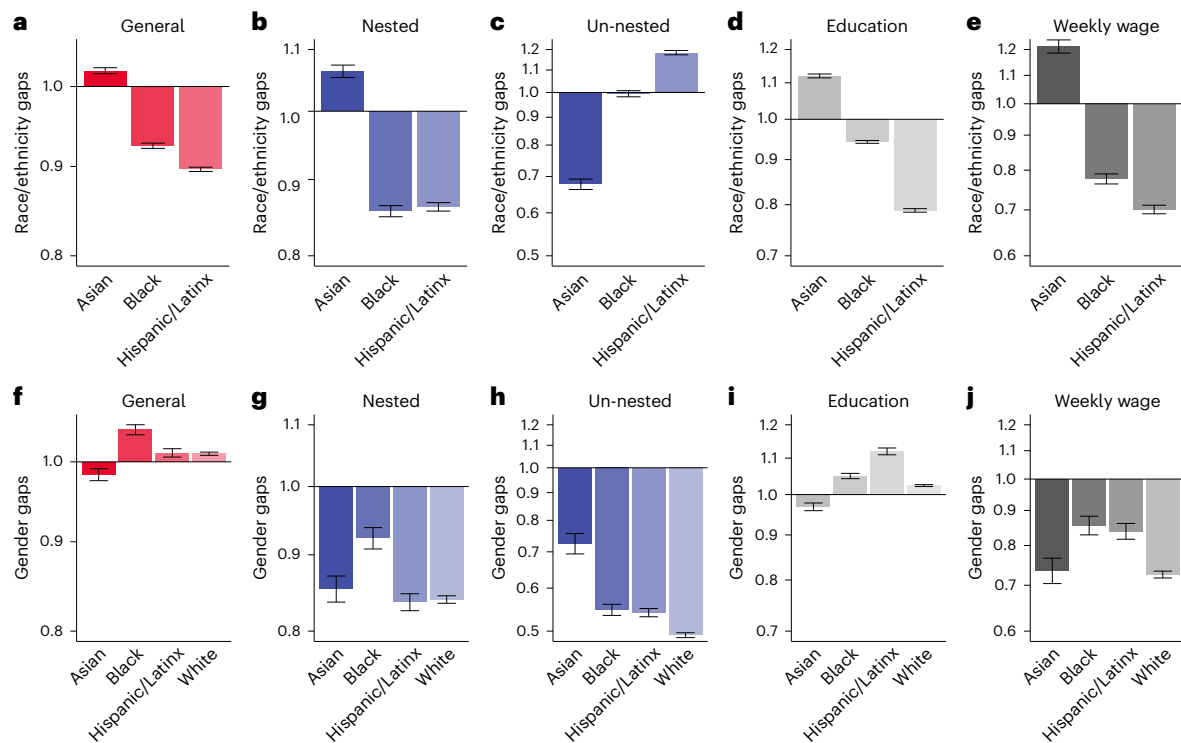 a General
Race/ethnicity gaps
1.0
0.9
0.8
Asian
Black
Hispanic/Latinx
b Nested
Race/ethnicity gaps
1.1
1.0
0.9
0.8
Asian
Black
Hispanic/Latinx
c Un-nested
Race/ethnicity gaps
1.2
1.1
1.0
0.9
0.8
0.7
0.6
0.5
Asian
Black
Hispanic/Latinx
d Education
Race/ethnicity gaps
1.2
1.1
1.0
0.9
0.8
0.7
Asian
Black
Hispanic/Latinx
e Weekly wage
Race/ethnicity gaps
1.2
1.1
1.0
0.9
0.8
0.7
0.6
Asian
Black
Hispanic/Latinx
f General
Gender gaps
1.0
0.9
0.8
Asian
Black
Hispanic/Latinx
White
g Nested
Gender gaps
1.1
1.0
0.9
0.8
Asian
Black
Hispanic/Latinx
White
h Un-nested
Gender gaps
1.2
1.1
1.0
0.9
0.8
0.7
0.6
0.5
Asian
Black
Hispanic/Latinx
White
i Education
Gender gaps
1.2
1.1
1.0
0.9
0.8
0.7
Asian
Black
Hispanic/Latinx
White
j Weekly wage
Gender gaps
1.2
1.1
1.0
0.9
0.8
0.7
0.6
Asian
Black
Hispanic/Latinx
White